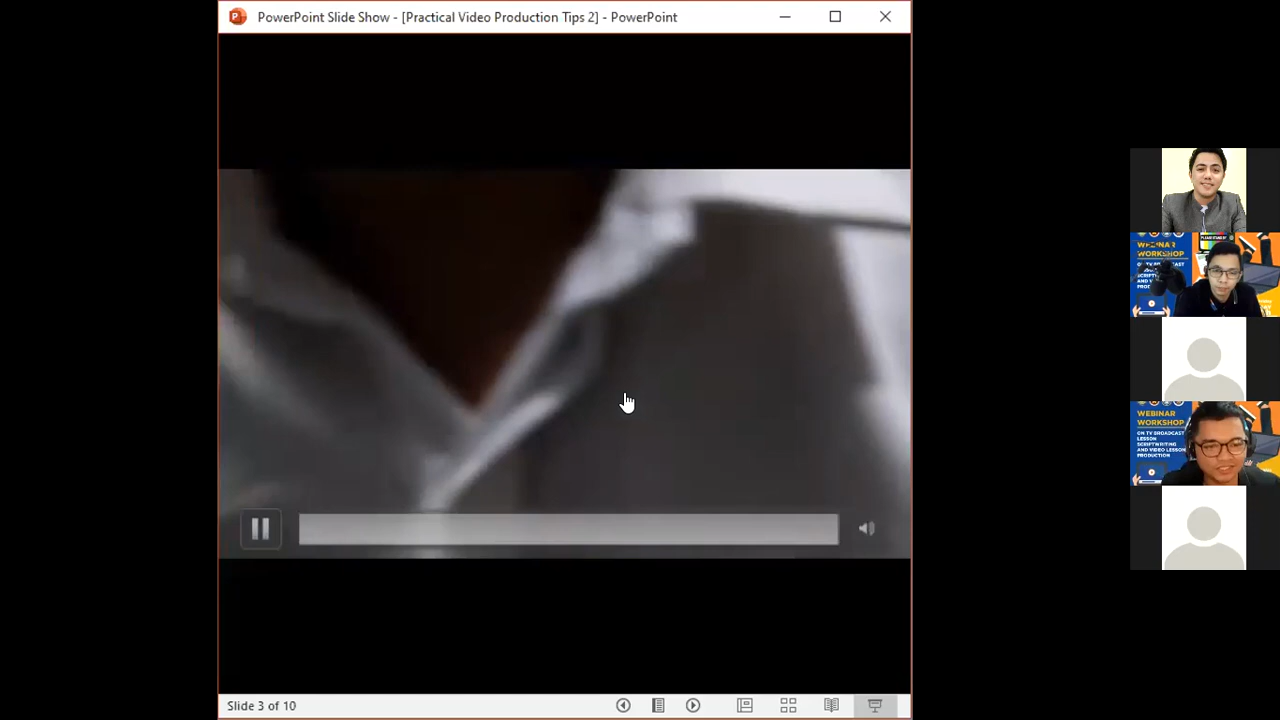 PowerPoint Slide Show - [Practical Video Production Tips 2] - PowerPoint
WEBINAR
WORKSHOP
WEBINAR
WORKSHOP
ON TV BROADCAST
LESSON
SCRIPTWRITING
AND VIDEO LESSON
PRODUCTION
Slide 3 of 10